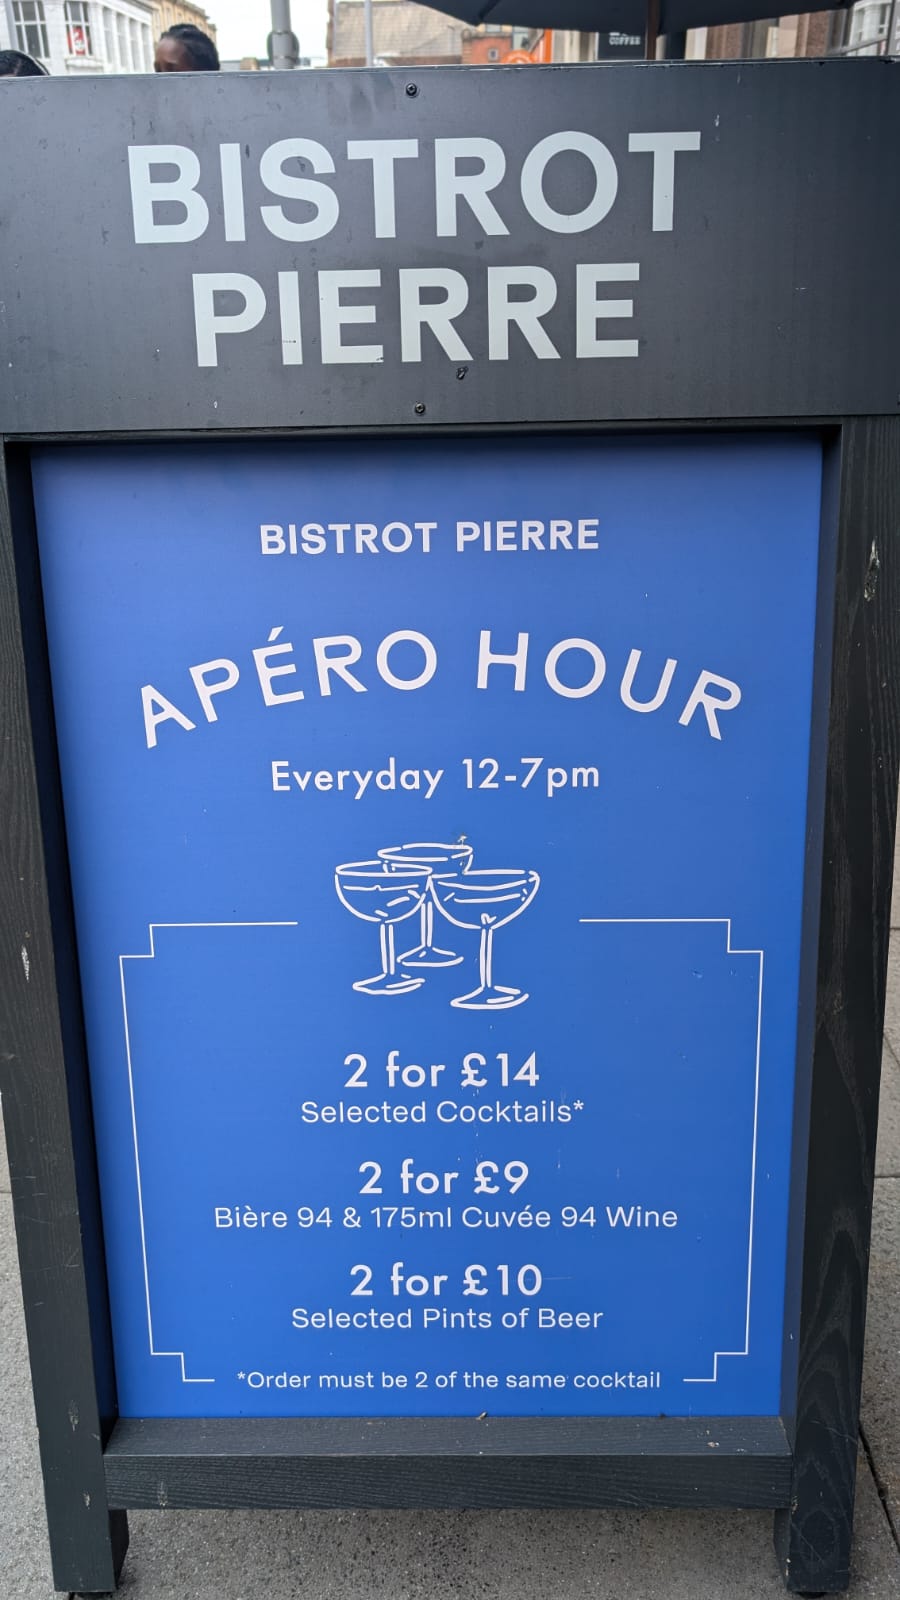 COFFEE
BISTROT
PIERRE
BISTROT PIERRE
APÉRO HOUR
Everyday 12-7pm
2 for £14
Selected Cocktails*
2 for £9
Bière 94 & 175ml Cuvée 94 Wine
2 for £10
Selected Pints of Beer
*Order must be 2 of the same cocktail